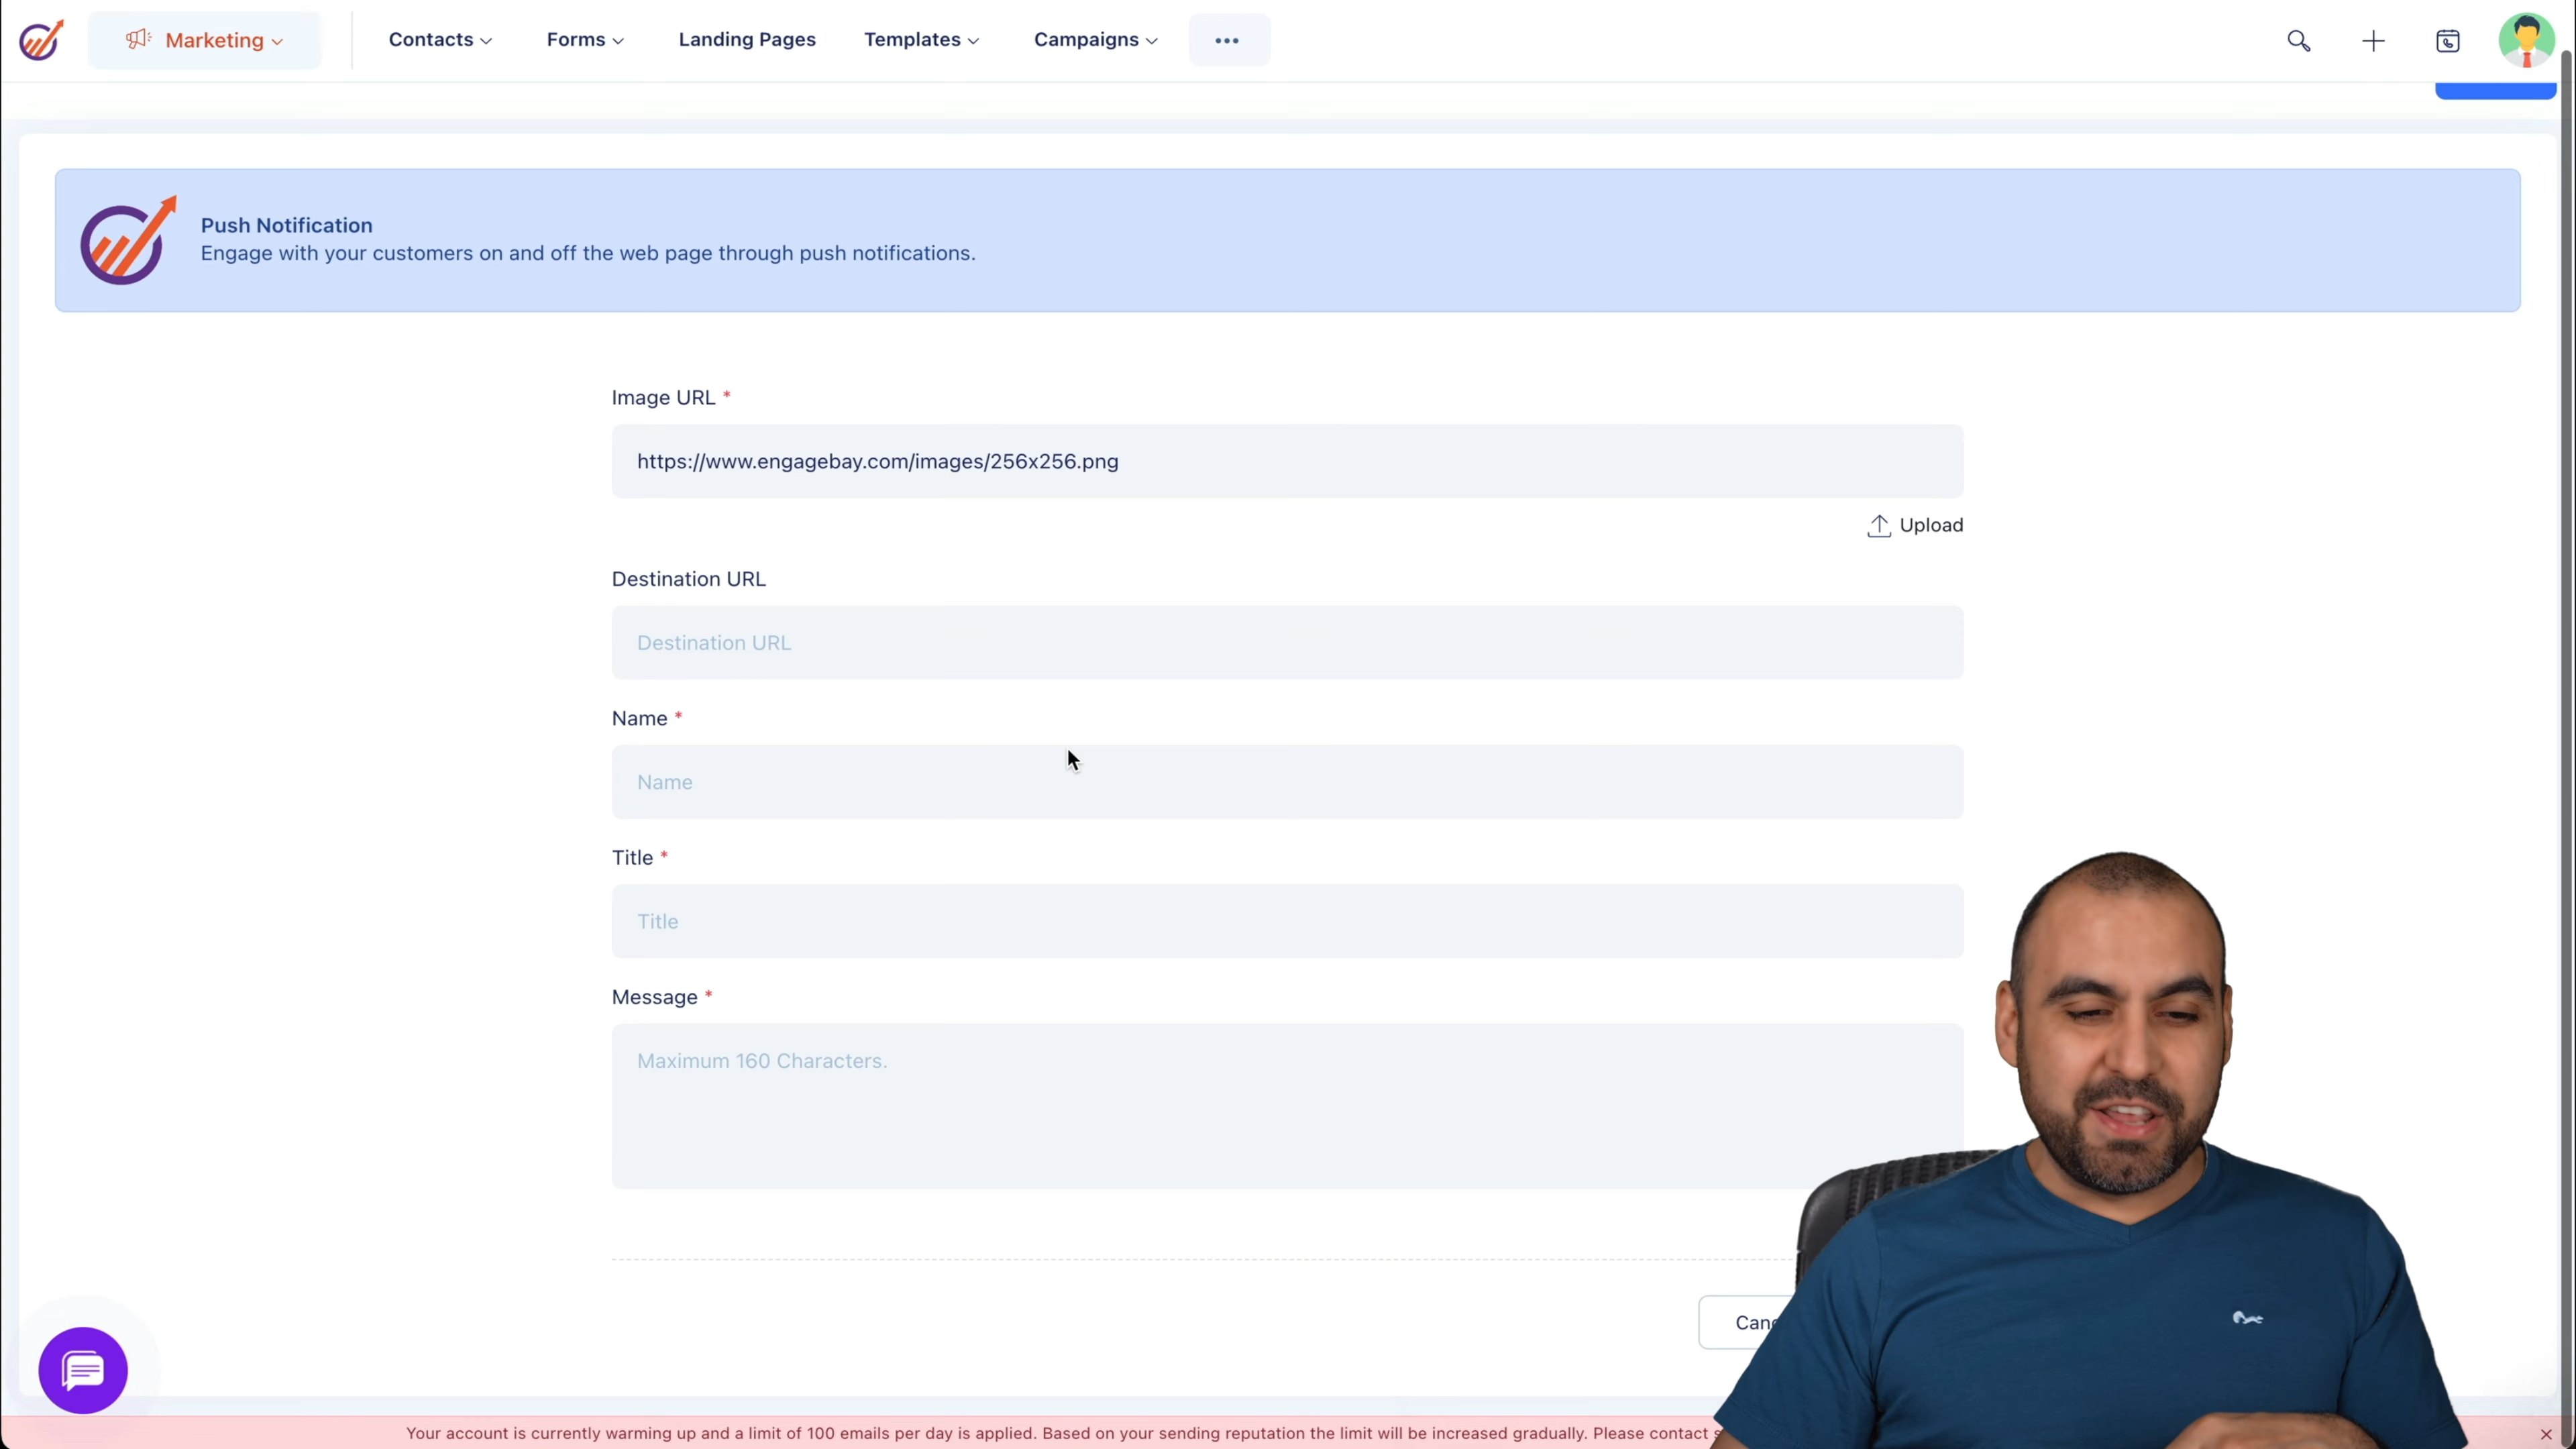 Marketing
Contacts
Forms
Landing Pages
Templates
Campaigns
Push Notification
Engage with your customers on and off the web page through push notifications.
Image URL *
https://www.engagebay.com/images/256x256.png
Upload
Destination URL
Destination URL
Name *
Name
Title *
Title
Message *
Maximum 160 Characters.
Your account is currently warming up and a limit of 100 emails per day is applied. Based on your sending reputation the limit will be increased gradually. Please contact